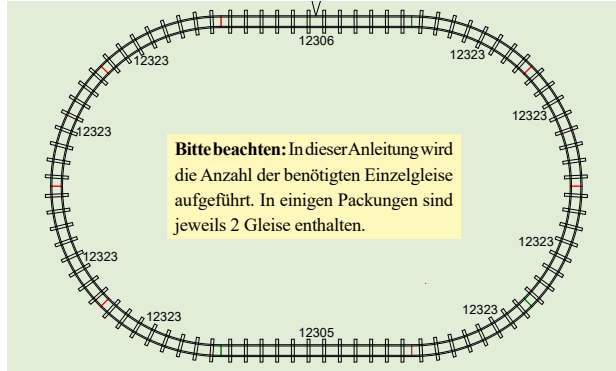 12306
12323
12323
12323
12323
Bitte beachten: In dieser Anleitung wird
die Anzahl der benötigten Einzelgleise
aufgeführt. In einigen Packungen sind
jeweils 2 Gleise enthalten.
12323
12323
12323
12323
12305